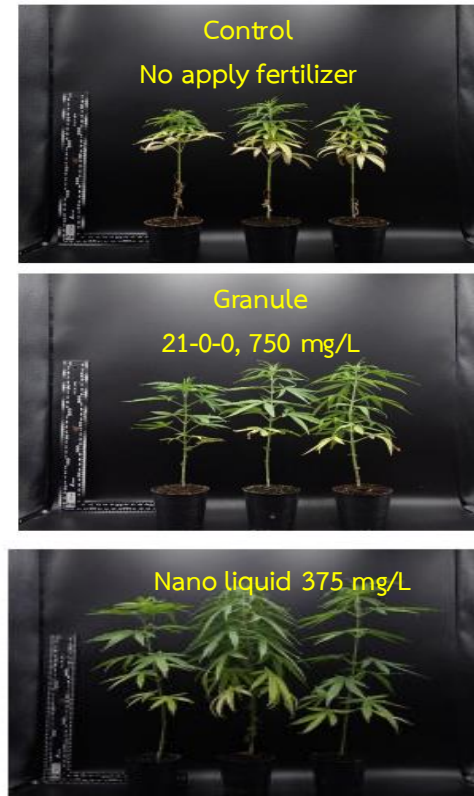 Control
No apply fertilizer
Granule
21-0-0, 750 mg/L
Nano liquid 375 mg/L